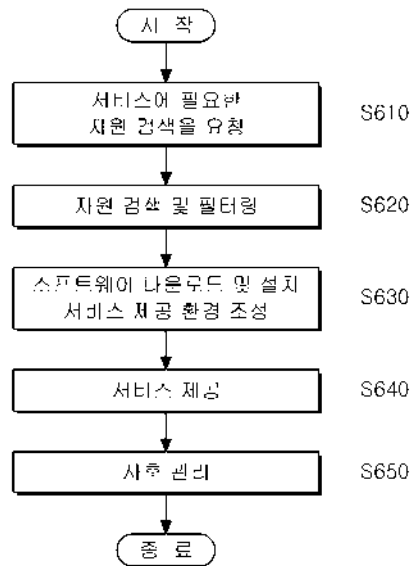 시 작
서비스에 필요한
자원 검색을 요청
S610
자원 검색 및 필터링
S620
소프트웨어 다운로드 및 설치
서비스 제공 환경 조성
S630
서비스 제공
S640
사후 관리
S650
종 료